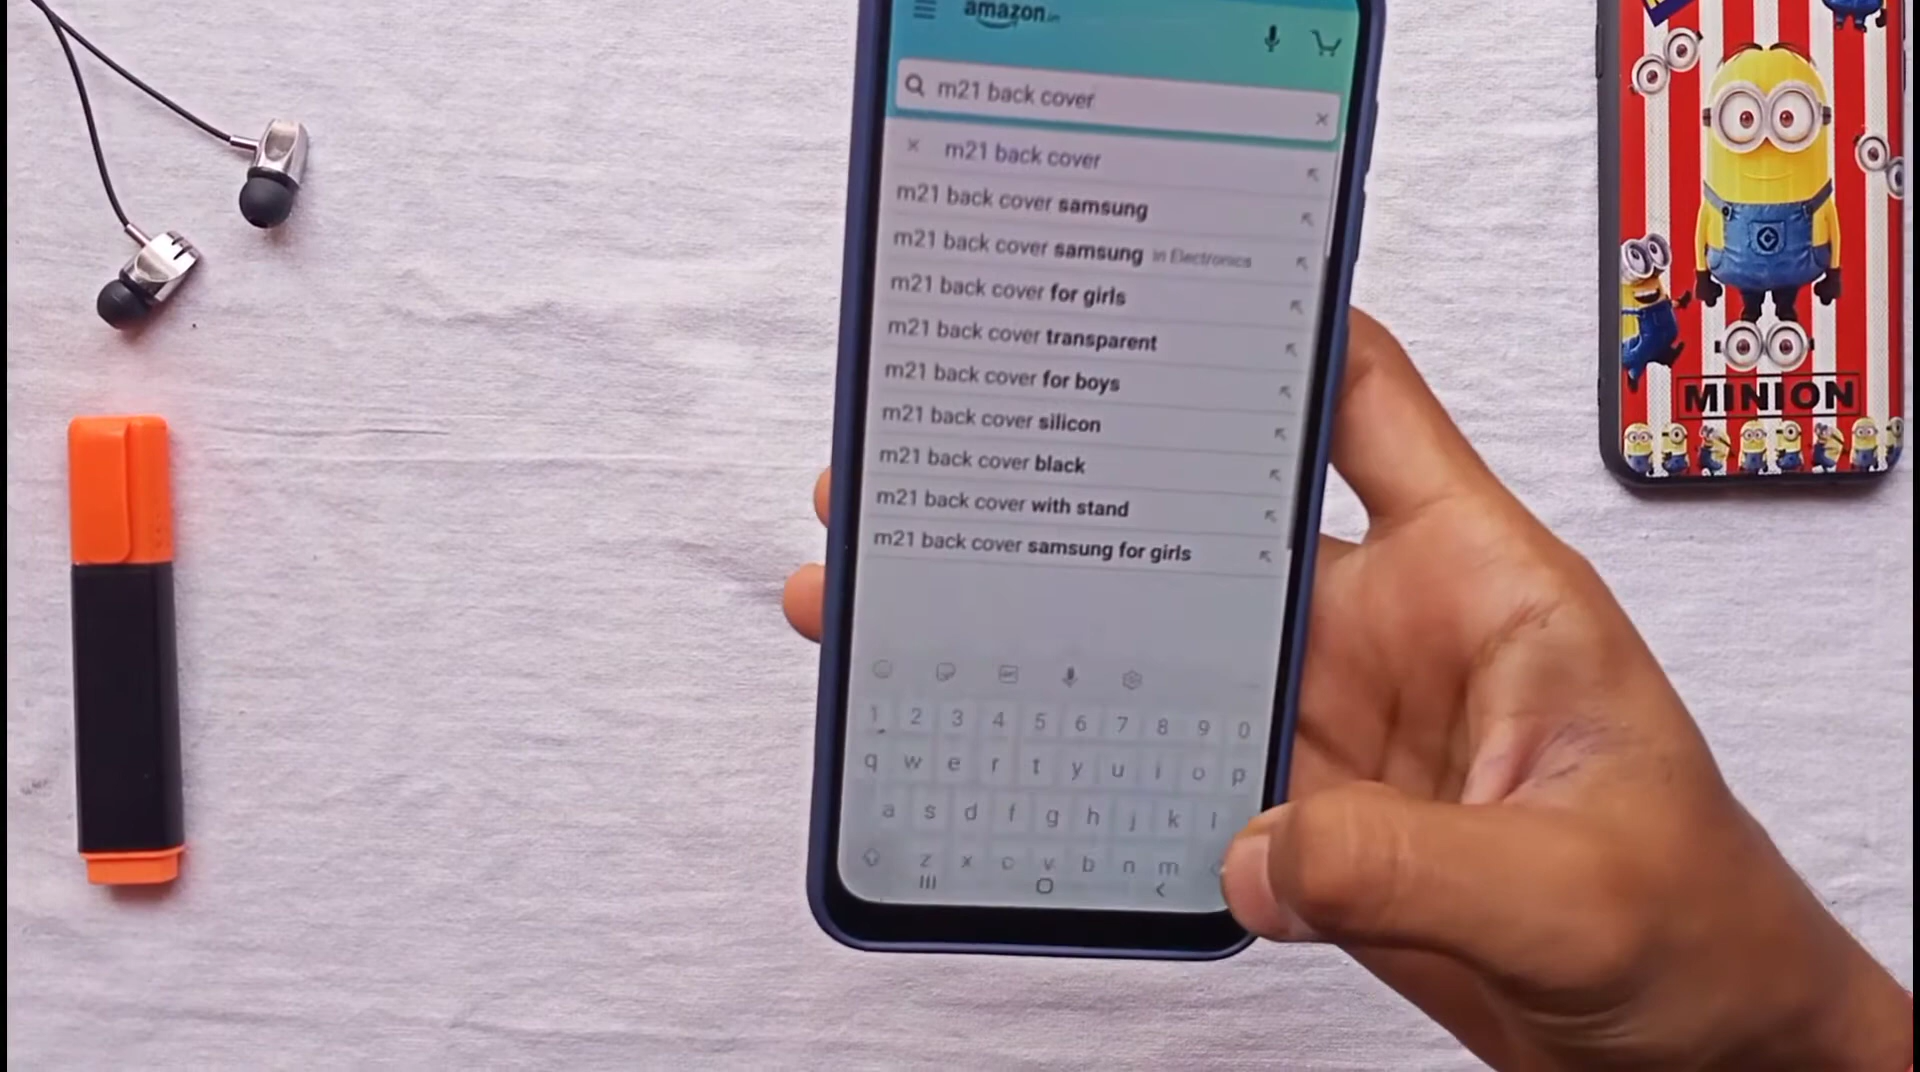 amazon.in
m21 back cover
m21 back cover
m21 back cover samsung
m21 back cover samsung in Electronics
m21 back cover for girls
m21 back cover transparent
m21 back cover for boys
m21 back cover silicon
m21 back cover black
m21 back cover with stand
m21 back cover samsung for girls
1 2 3 4 5 6 7 8 9 0
q w e r t y u i o p
a s d f g h j k l
z x c v b n m
MINION